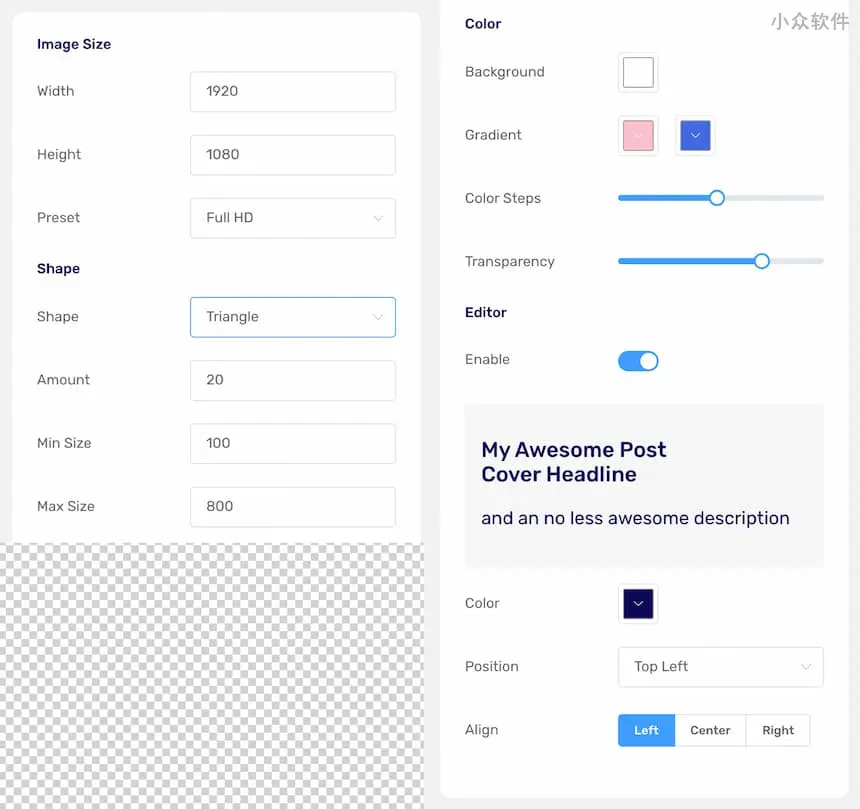 Image Size
Width
1920
Height
1080
Preset
Full HD
Shape
Shape
Triangle
Amount
20
Min Size
100
Max Size
800
小众软件
Color
Background
Gradient
Color Steps
Transparency
Editor
Enable
My Awesome Post
Cover Headline
and an no less awesome description
Color
Position
Top Left
Align
Left Center Right